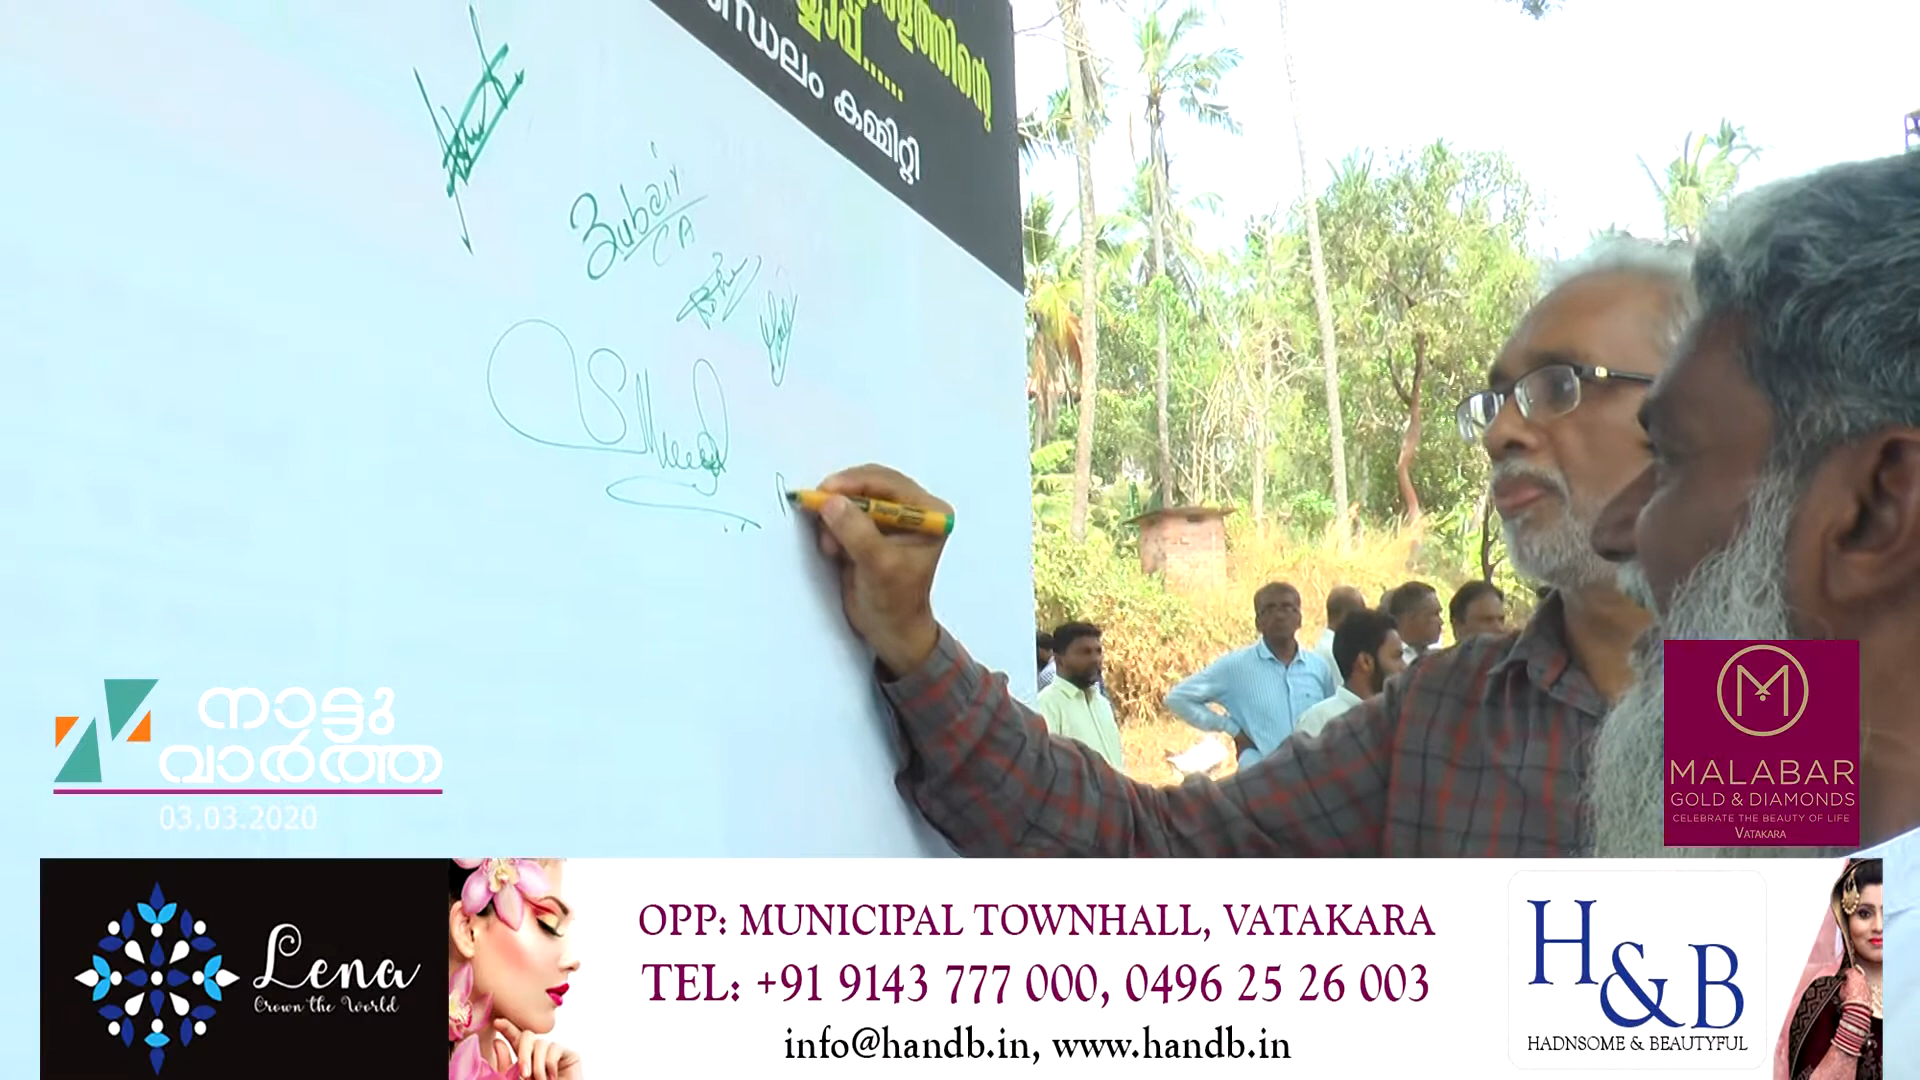 യൊപ്പ്......
മണ്ഡലം കമ്മിറ്റി
Zubair
CA
നാട്ടു
വാർത്ത
03.03.2020
MALABAR
GOLD & DIAMONDS
CELEBRATE THE BEAUTY OF LIFE
VATAKARA
Lena
Crown the World
OPP: MUNICIPAL TOWNHALL, VATAKARA
TEL: +91 9143 777 000, 0496 25 26 003
info@handb.in, www.handb.in
H&B
HADNSOME & BEAUTYFUL